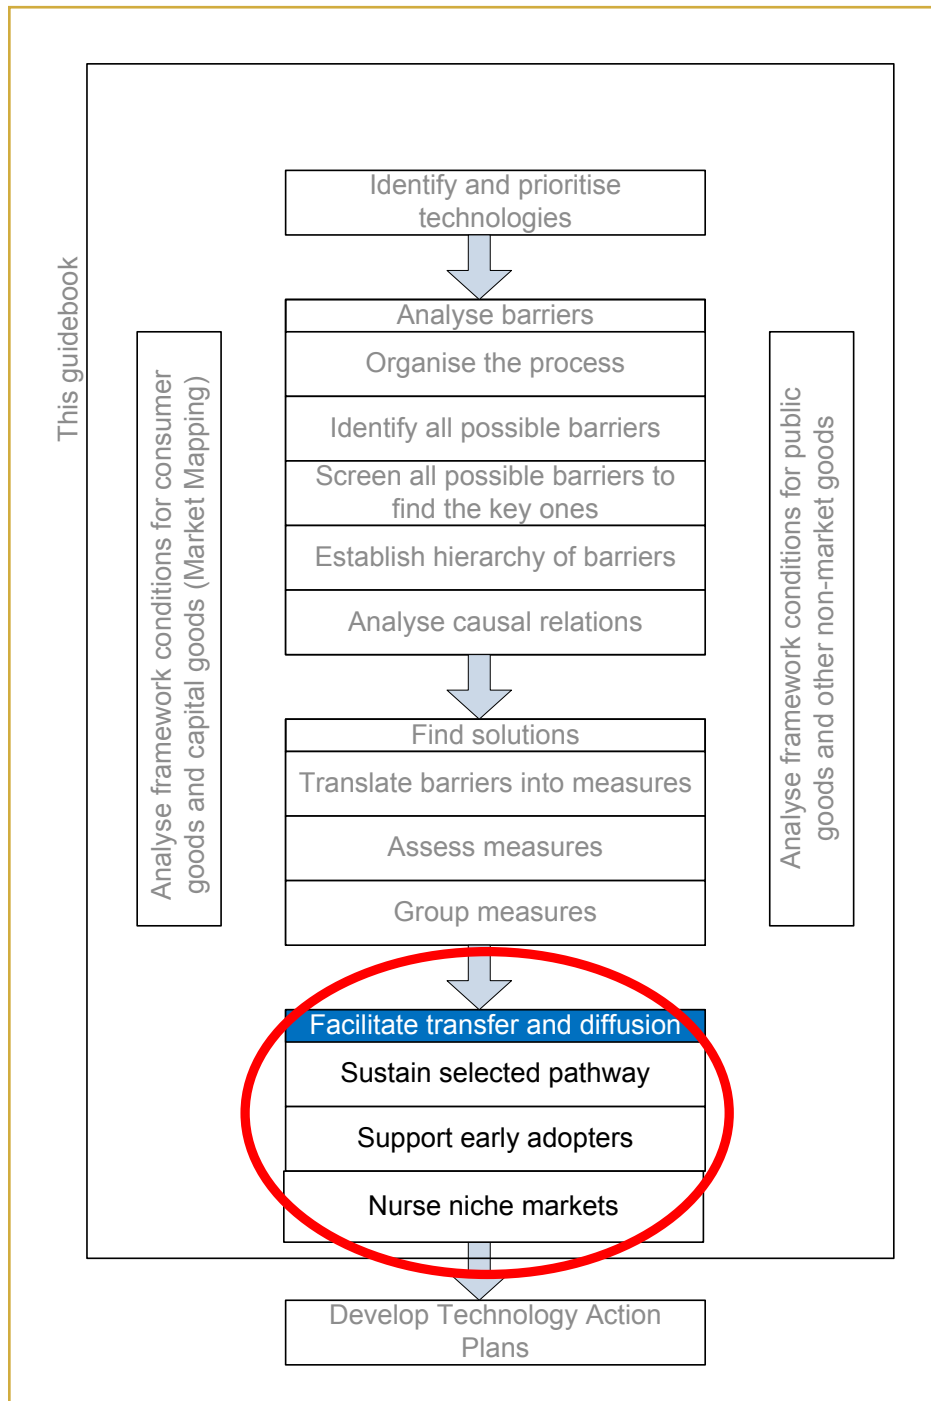 This guidebook
Identify and prioritise
technologies
Analyse barriers
Organise the process
Identify all possible barriers
Screen all possible barriers to
find the key ones
Establish hierarchy of barriers
Analyse causal relations
Analyse framework conditions for consumer
goods and capital goods (Market Mapping)
Analyse framework conditions for public
goods and other non-market goods
Find solutions
Translate barriers into measures
Assess measures
Group measures
Facilitate transfer and diffusion
Sustain selected pathway
Support early adopters
Nurse niche markets
Develop Technology Action
Plans